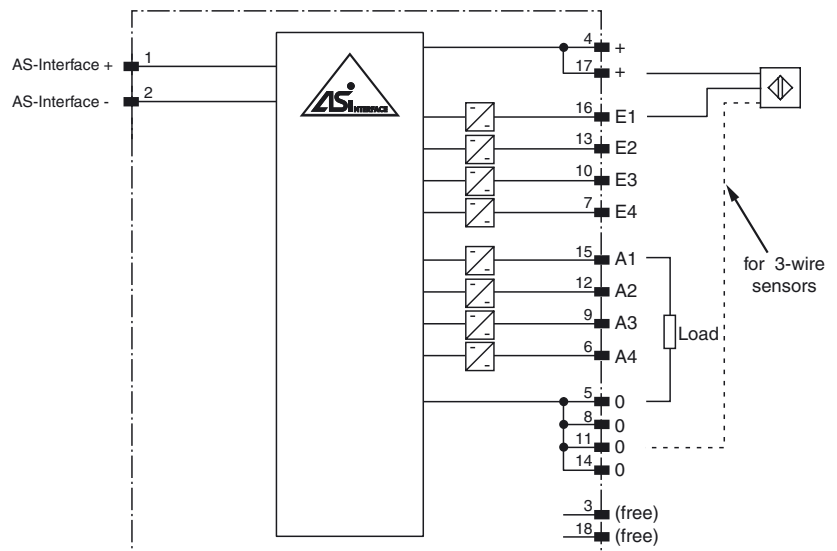 AS-Interface + 1
AS-Interface - 2
ASi INTERFACE
4 +
17 +
16 E1
13 E2
10 E3
7 E4
15 A1
12 A2
9 A3
6 A4
Load
for 3-wire
sensors
5 0
8 0
11 0
14 0
3 (free)
18 (free)